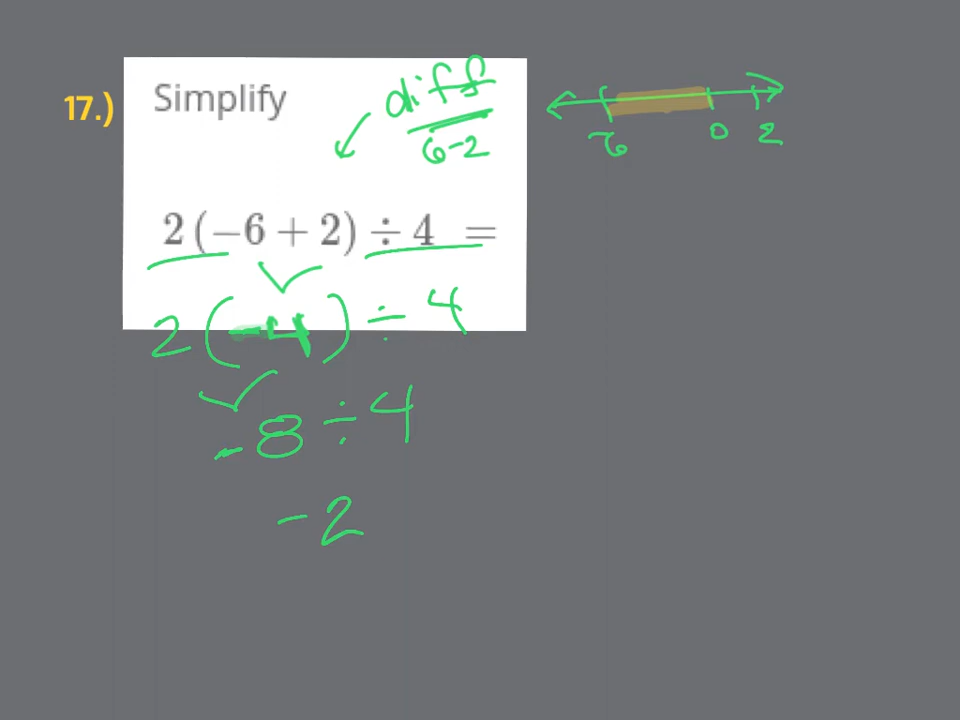 17.) Simplify
diff
6-2
-6 0 2
2 (−6 + 2) ÷ 4 =
2 (-4) ÷ 4
-8 ÷ 4
-2